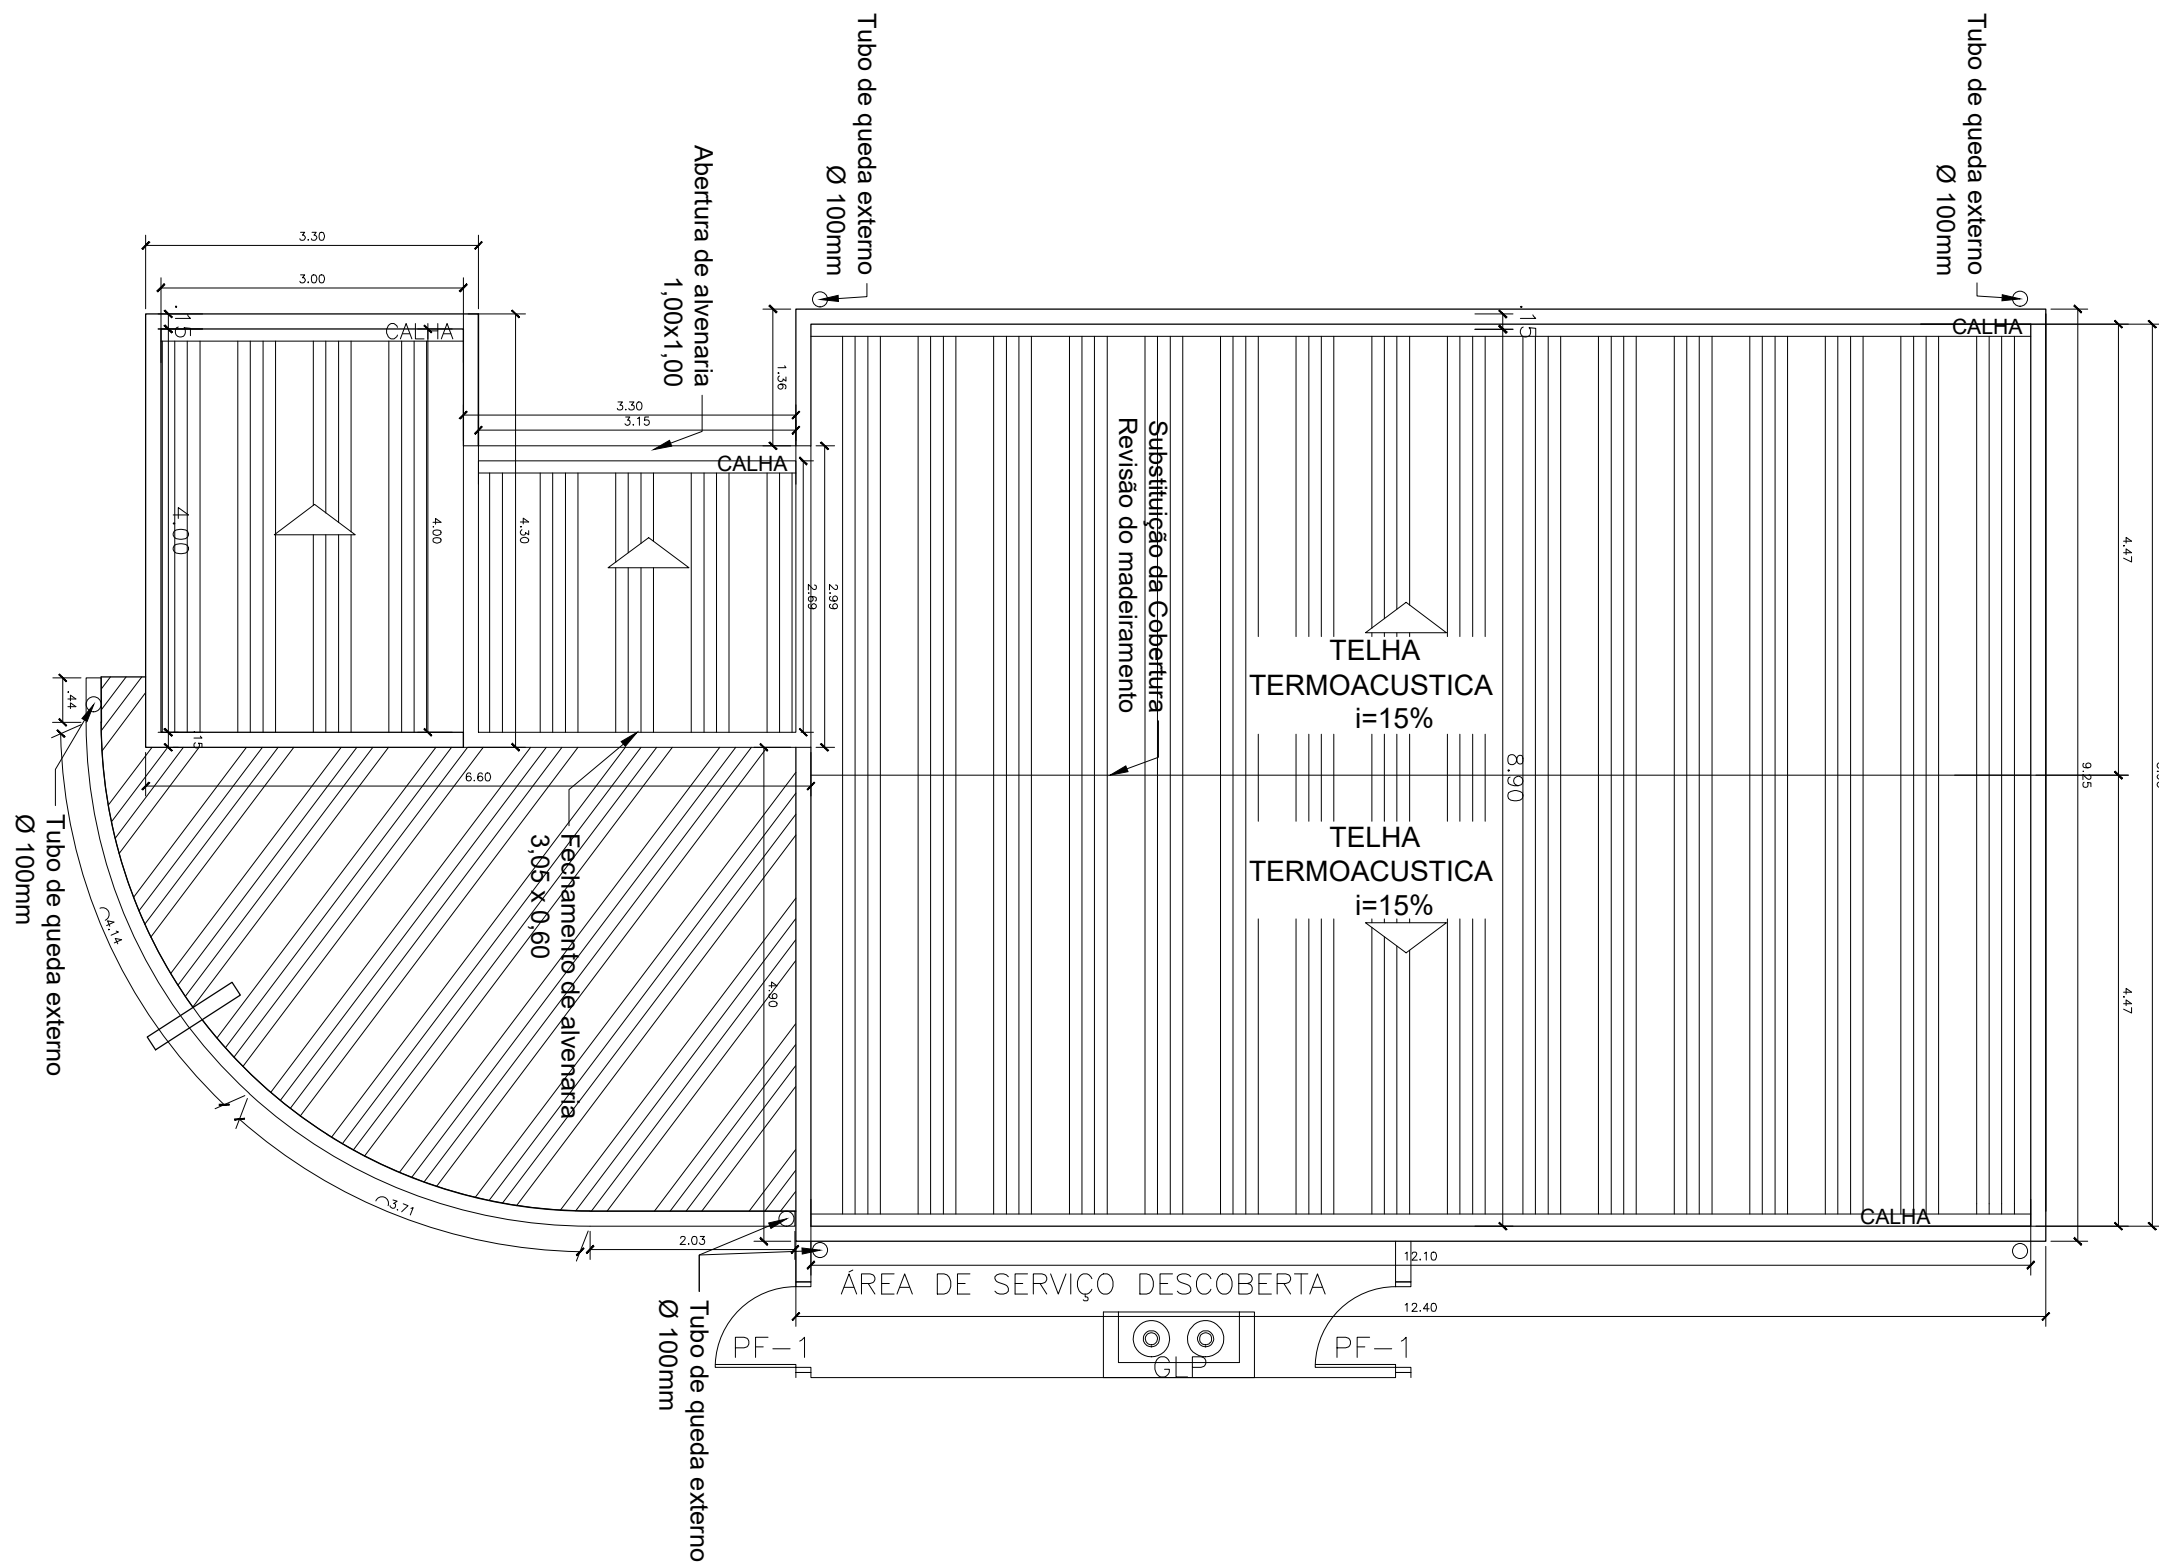 Tubo de queda externo
Ø 100mm
Tubo de queda externo
Ø 100mm
Abertura de alvenaria
1,00x1,00
3.30
3.00
.15
CALHA
.15
CALHA
1.36
3.30
3.15
CALHA
Substituição da Cobertura
Revisão do madeiramento
4.47
4.00
4.00
4.30
2.69
2.99
TELHA
TERMOACUSTICA
i=15%
.44
.15
6.60
8.90
9.25
Tubo de queda externo
Ø 100mm
Fechamento de alvenaria
3,05 x 0,60
TELHA
TERMOACUSTICA
i=15%
4.14
4.90
4.47
3.71
2.03
CALHA
12.10
ÁREA DE SERVIÇO DESCOBERTA
12.40
Tubo de queda externo
Ø 100mm
PF-1
GLP
PF-1